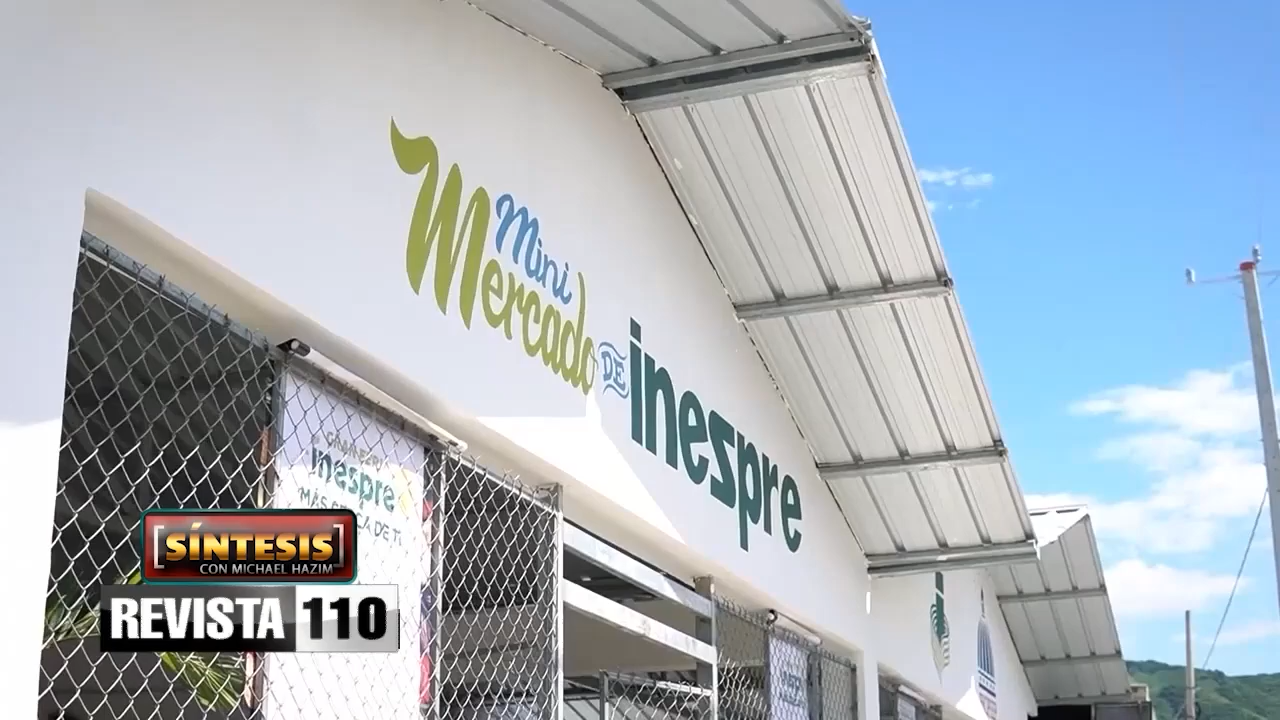 Mini
Mercado DE inespre
inespre
MÁS CERCA DE TI
[SÍNTESIS]
CON MICHAEL HAZIM
REVISTA 110